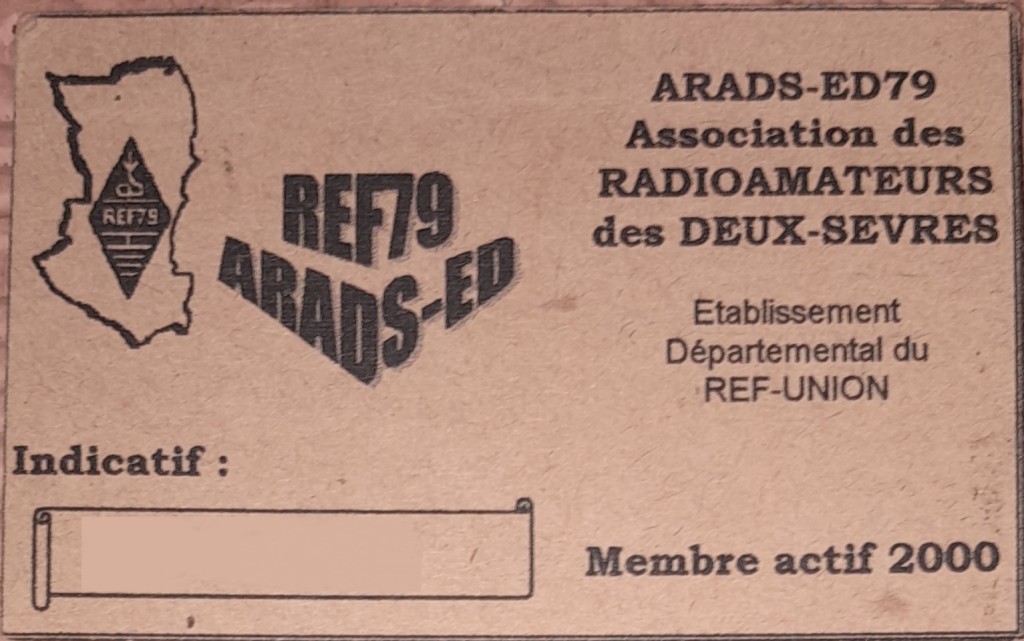 REF79
REF79
ARADS-ED
ARADS-ED79
Association des
RADIOAMATEURS
des DEUX-SEVRES
Etablissement
Départemental du
REF-UNION
Indicatif :
Membre actif 2000